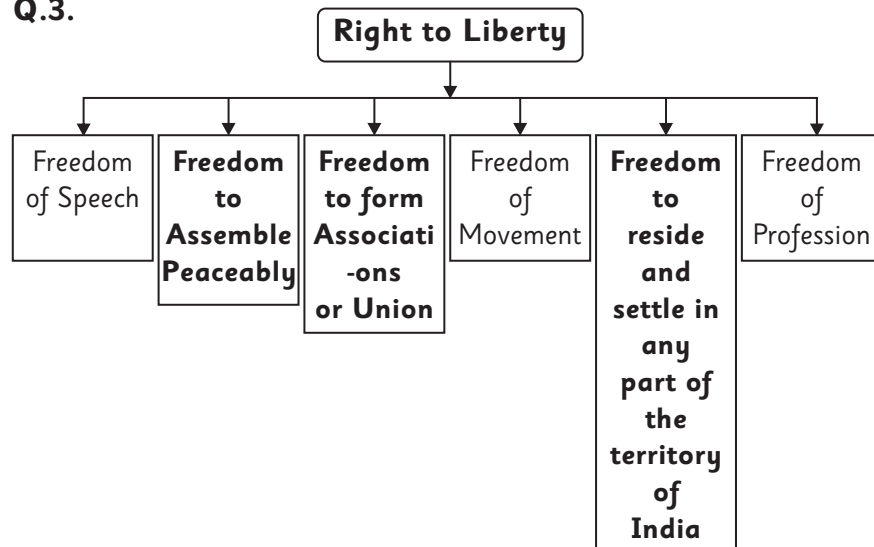 Q.3.
Right to Liberty
Freedom
of Speech
Freedom
to
Assemble
Peaceably
Freedom
to form
Associati
-ons
or Union
Freedom
of
Movement
Freedom
to
reside
and
settle in
any
part of
the
territory
of
India
Freedom
of
Profession